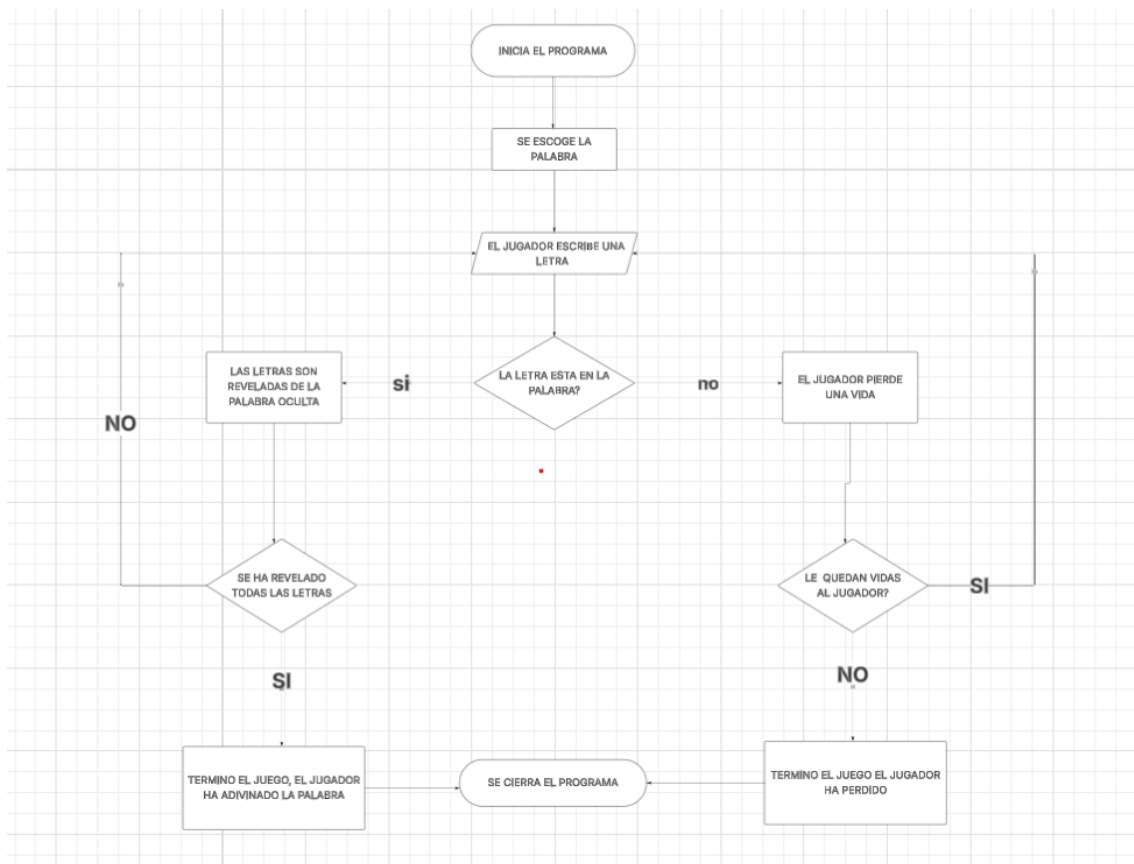 INICIA EL PROGRAMA
SE ESCOGE LA
PALABRA
EL JUGADOR ESCRIBE UNA
LETRA
LA LETRA ESTA EN LA
PALABRA?
si
no
LAS LETRAS SON
REVELADAS DE LA
PALABRA OCULTA
EL JUGADOR PIERDE
UNA VIDA
NO
SE HA REVELADO
TODAS LAS LETRAS
LE QUEDAN VIDAS
AL JUGADOR?
SI
SI
NO
TERMINO EL JUEGO, EL JUGADOR
HA ADIVINADO LA PALABRA
SE CIERRA EL PROGRAMA
TERMINO EL JUEGO EL JUGADOR
HA PERDIDO